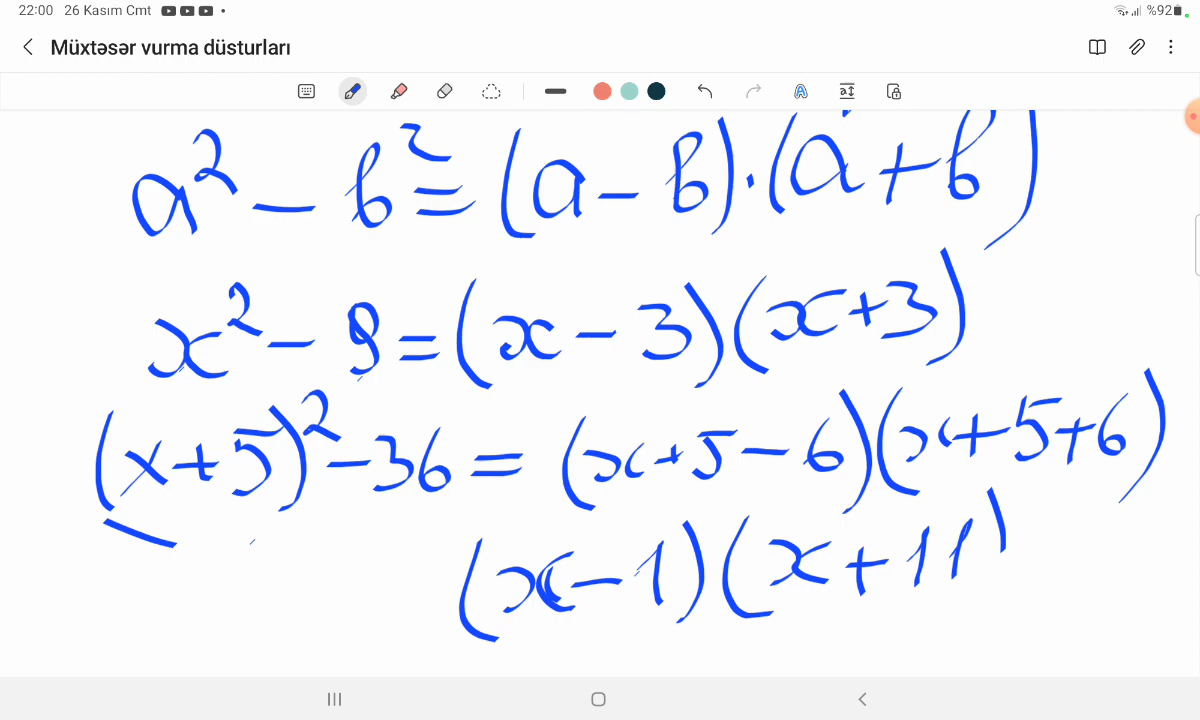 22:00 26 Kasım Cmt • %92
Müxtəsər vurma düsturları
a² - b² = (a - b)·(a + b)
x² - 9 = (x - 3)(x + 3)
(x + 5)² - 36 = (x + 5 - 6)(x + 5 + 6)
(x - 1)(x + 11)